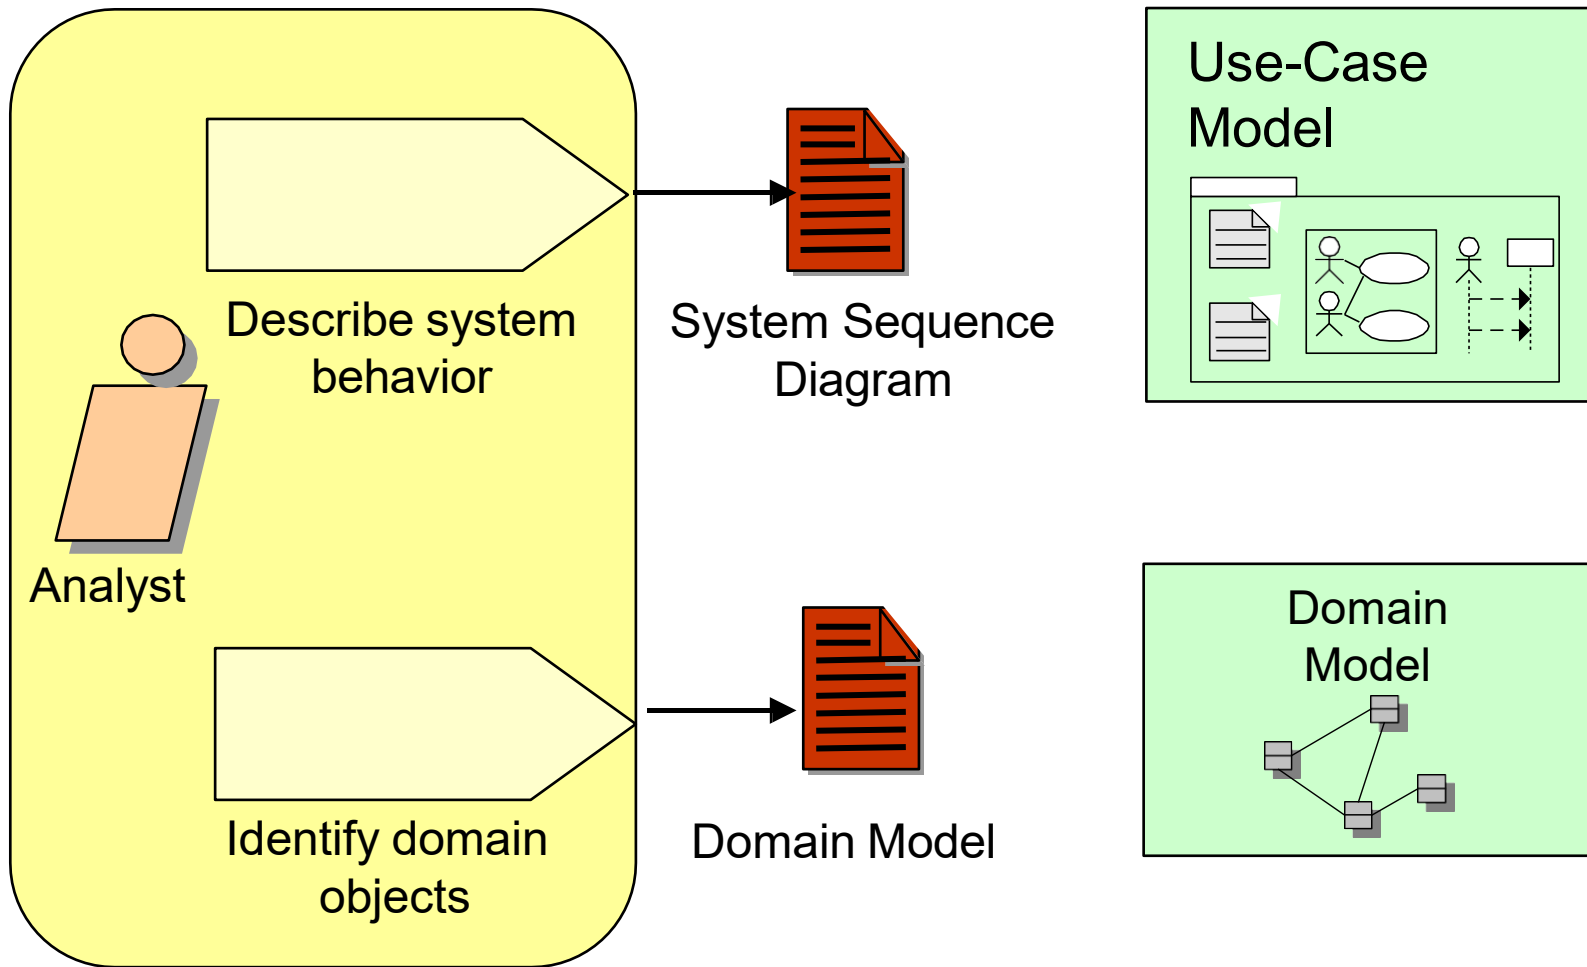 Use-Case
Model
Describe system
behavior
System Sequence
Diagram
Analyst
Domain
Model
Identify domain
objects
Domain Model